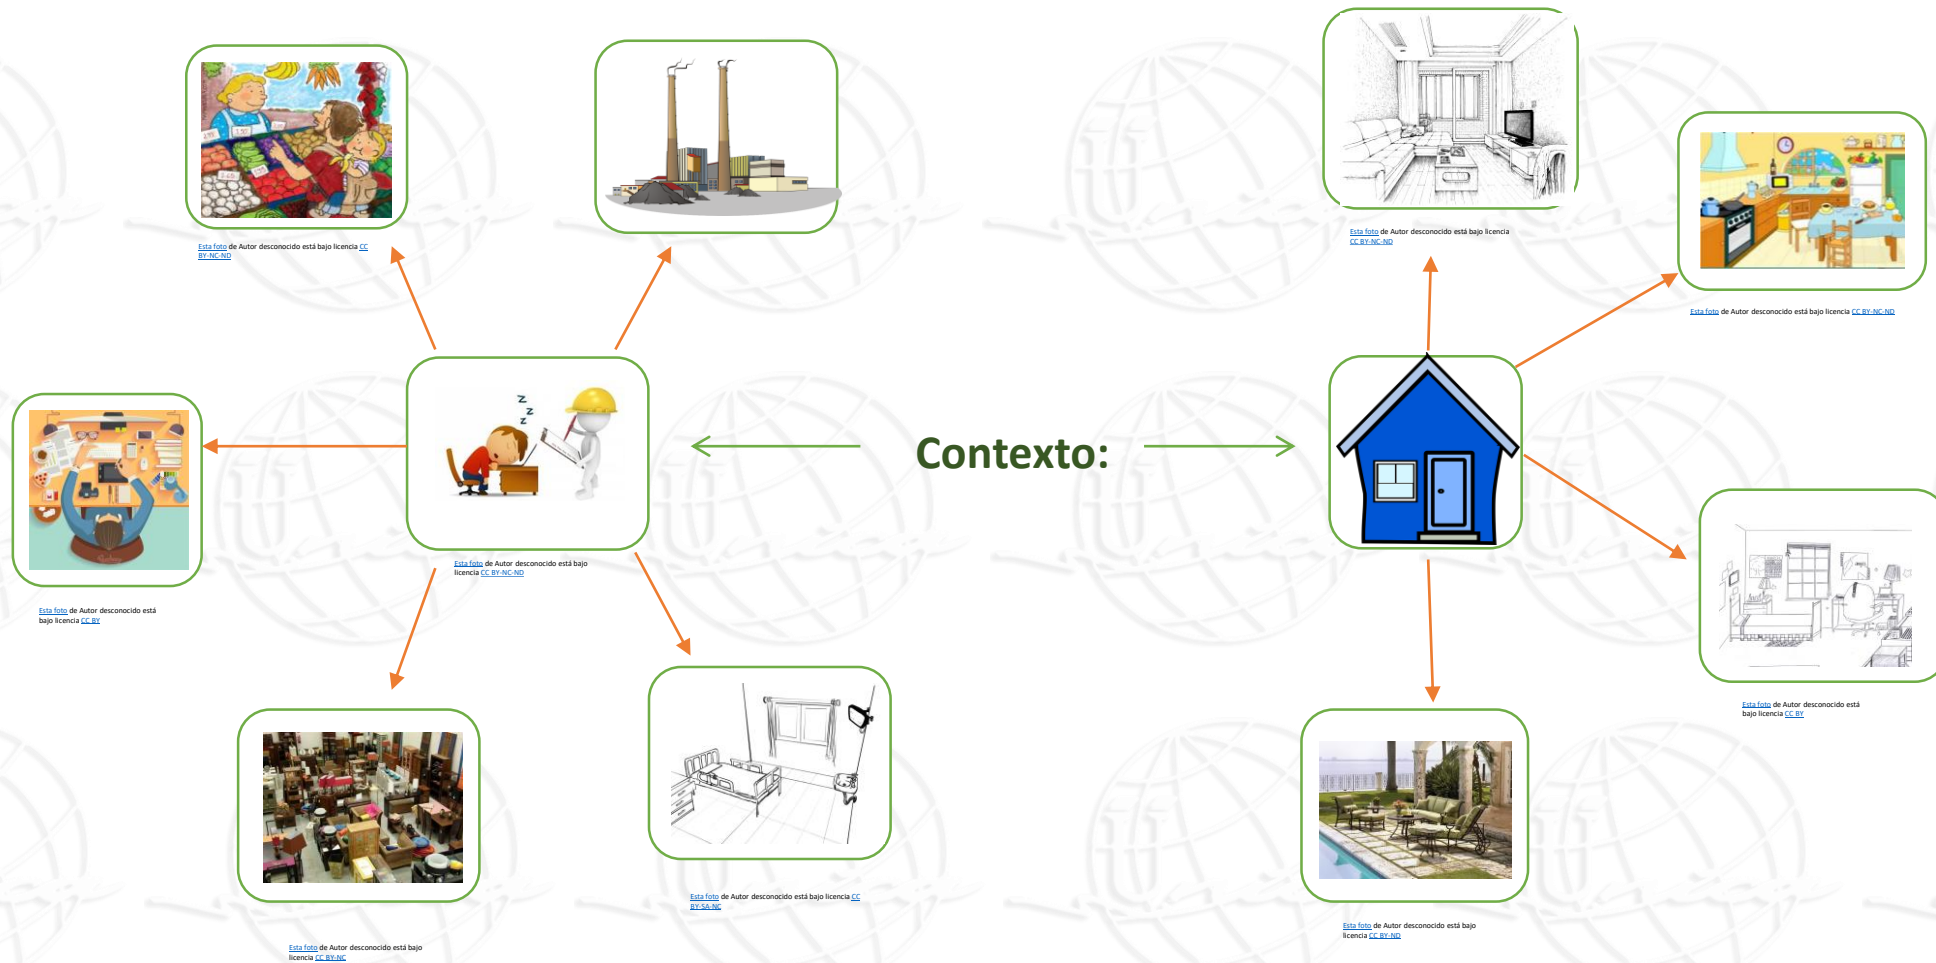 Esta foto de Autor desconocido está bajo licencia CC
BY-NC-ND
Esta foto de Autor desconocido está bajo licencia
CC BY-NC-ND
Esta foto de Autor desconocido está bajo licencia CC BY-NC-ND
Z
Z
Z
Contexto:
Esta foto de Autor desconocido está bajo
licencia CC BY-NC-ND
Esta foto de Autor desconocido está
bajo licencia CC BY
Esta foto de Autor desconocido está
bajo licencia CC BY
Esta foto de Autor desconocido está bajo licencia CC
BY-SA-NC
Esta foto de Autor desconocido está bajo
licencia CC BY-ND
Esta foto de Autor desconocido está bajo
licencia CC BY-NC